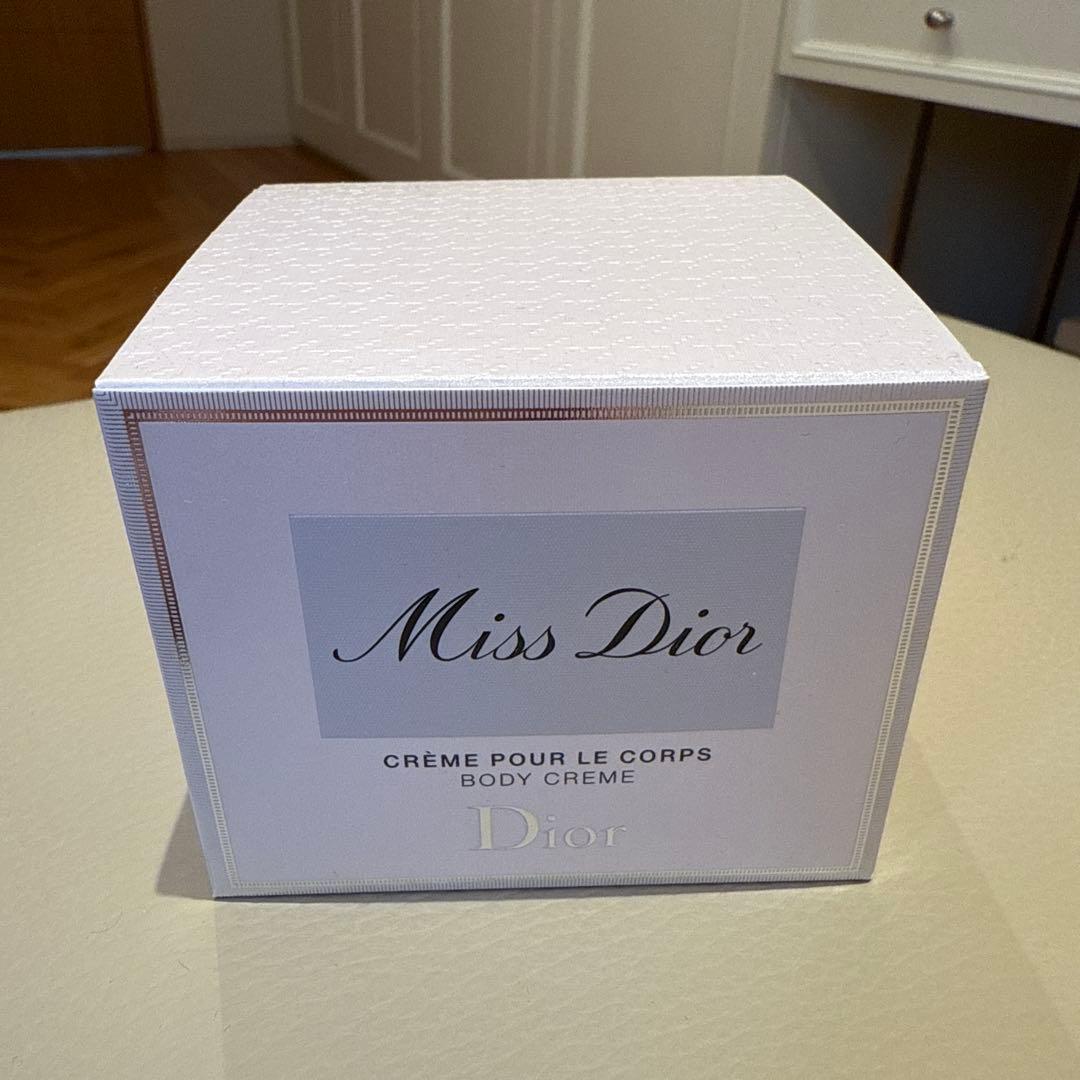 Miss Dior
CRÈME POUR LE CORPS
BODY CREME
Dior